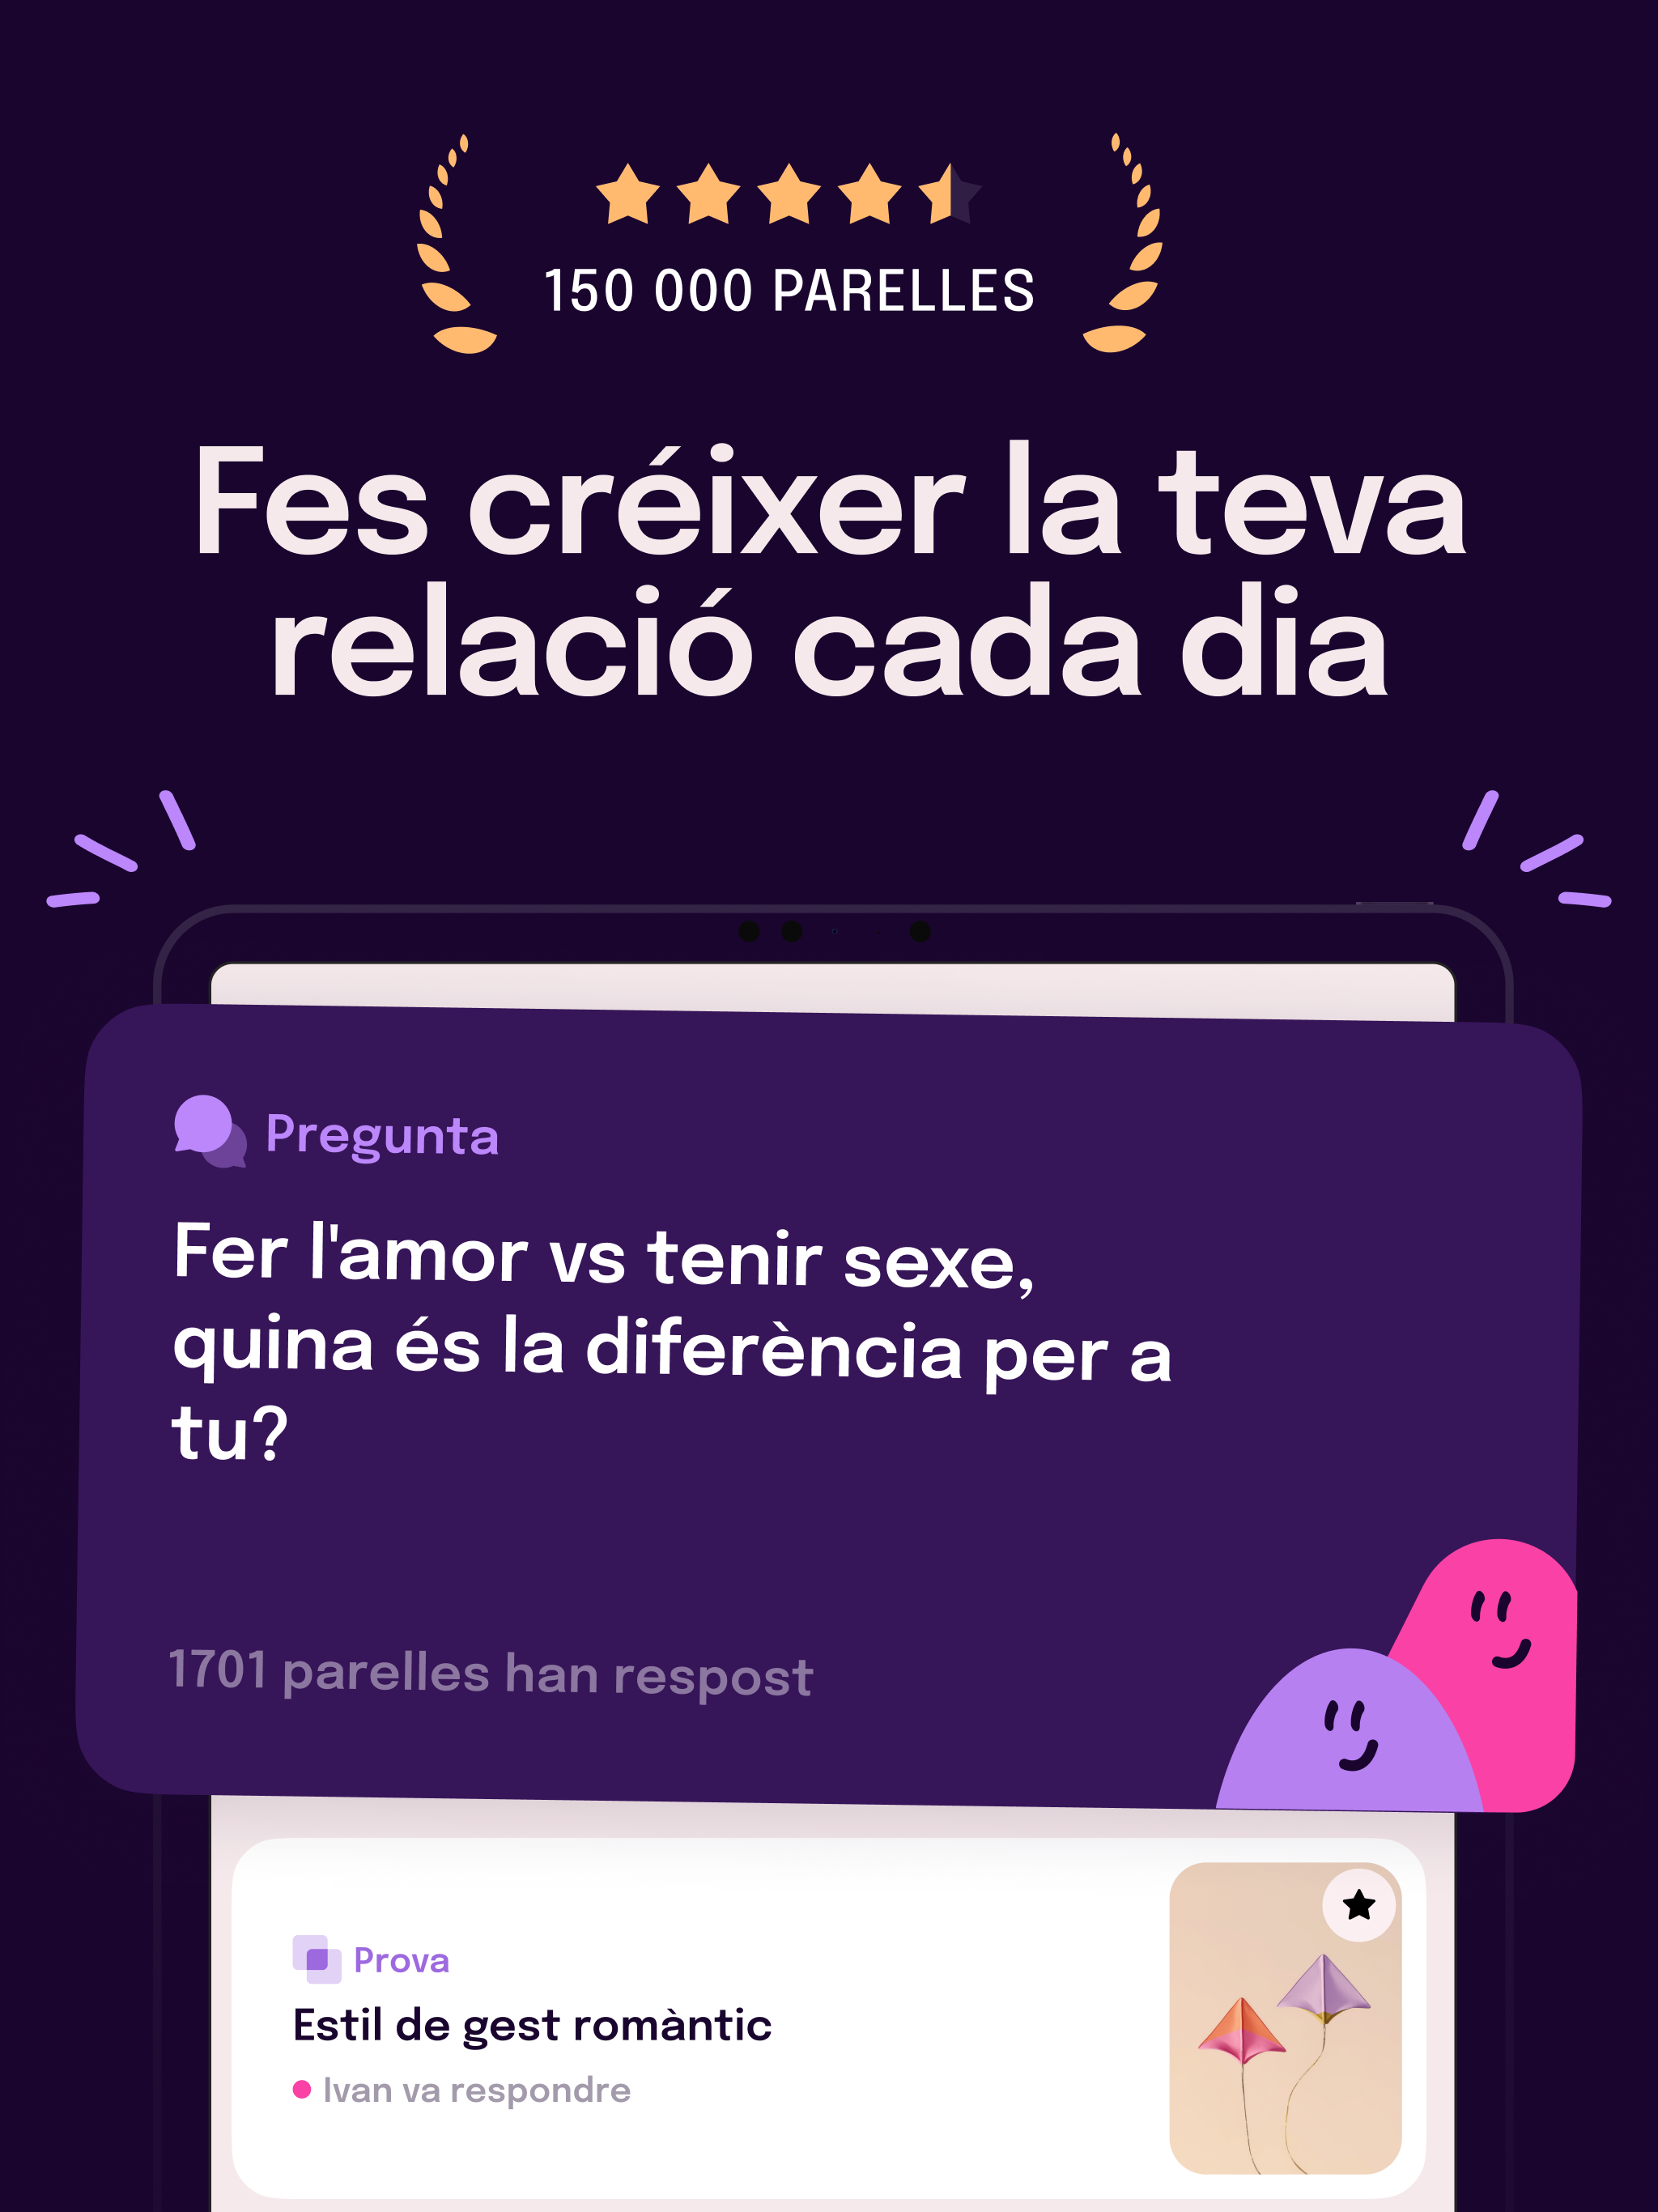 150 000 PARELLES
Fes créixer la teva
relació cada dia
Pregunta
Fer l'amor vs tenir sexe,
quina és la diferència per a
tu?
1701 parelles han respost
Prova
Estil de gest romàntic
Ivan va respondre